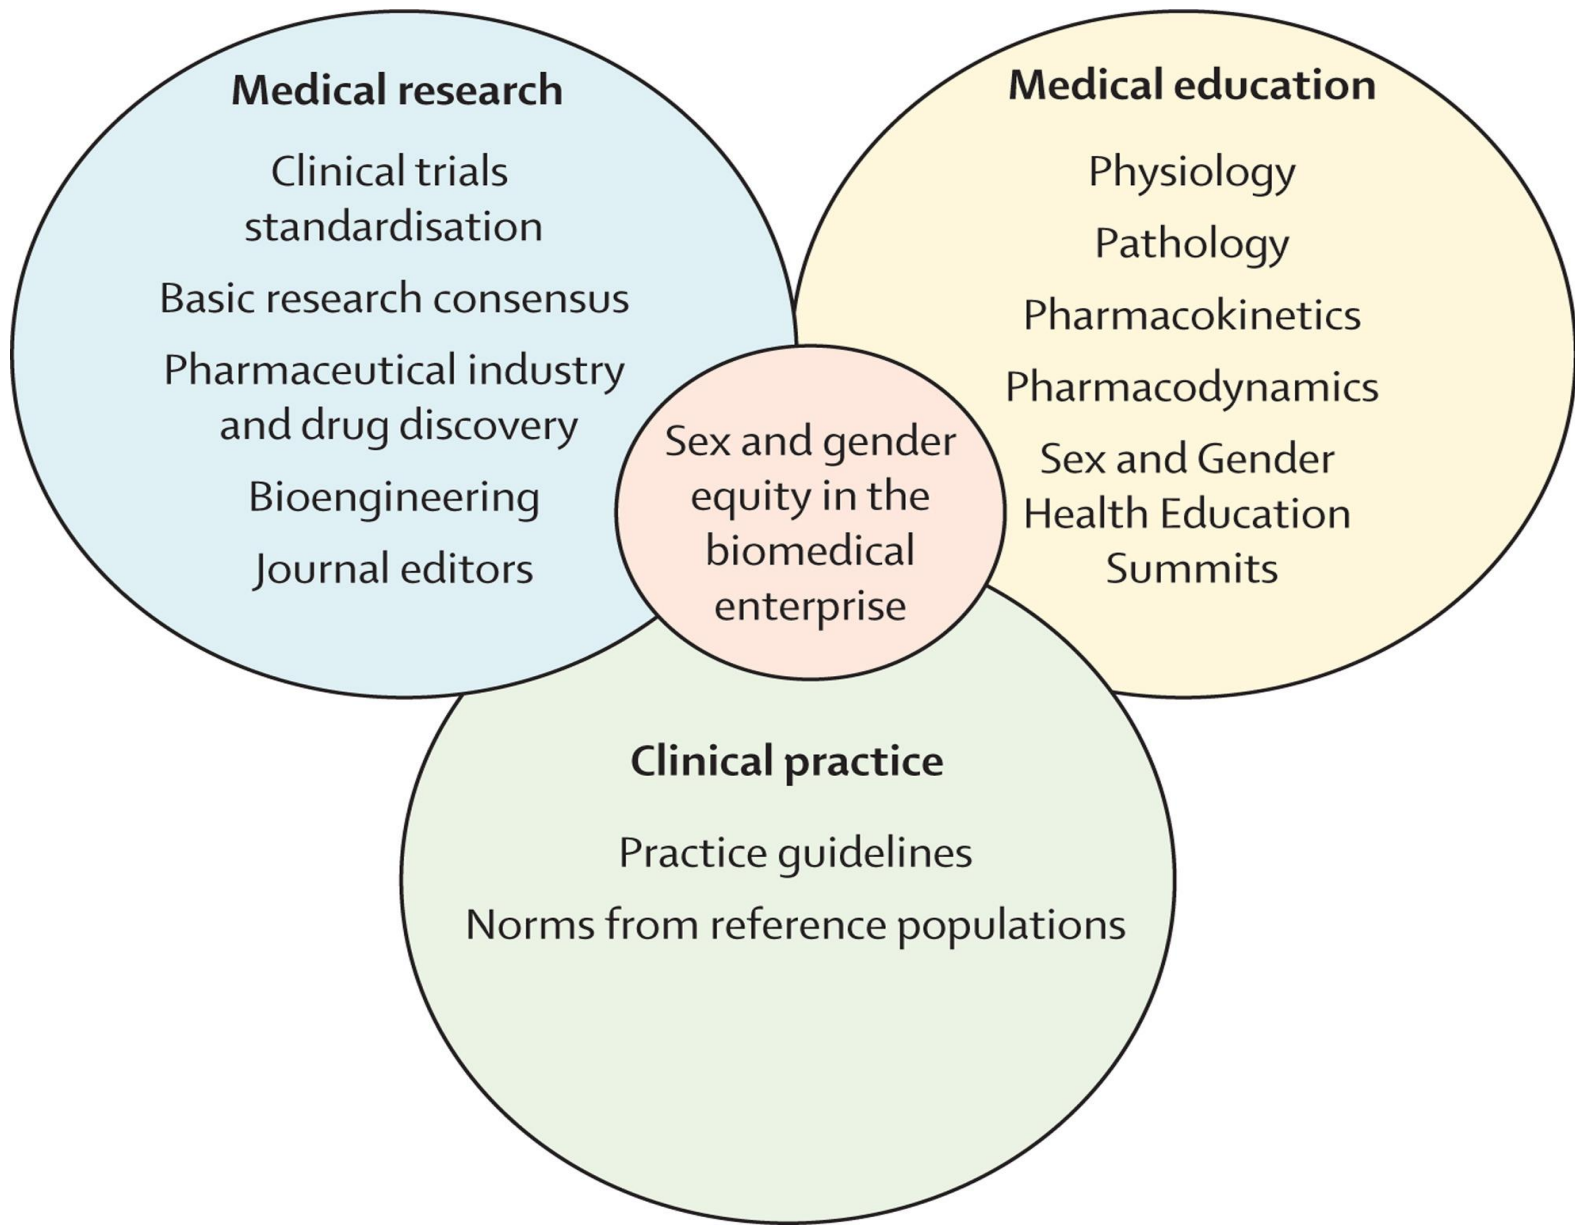 Medical research
Clinical trials
standardisation
Basic research consensus
Pharmaceutical industry
and drug discovery
Bioengineering
Journal editors
Medical education
Physiology
Pathology
Pharmacokinetics
Pharmacodynamics
Sex and Gender
Health Education
Summits
Sex and gender
equity in the
biomedical
enterprise
Clinical practice
Practice guidelines
Norms from reference populations